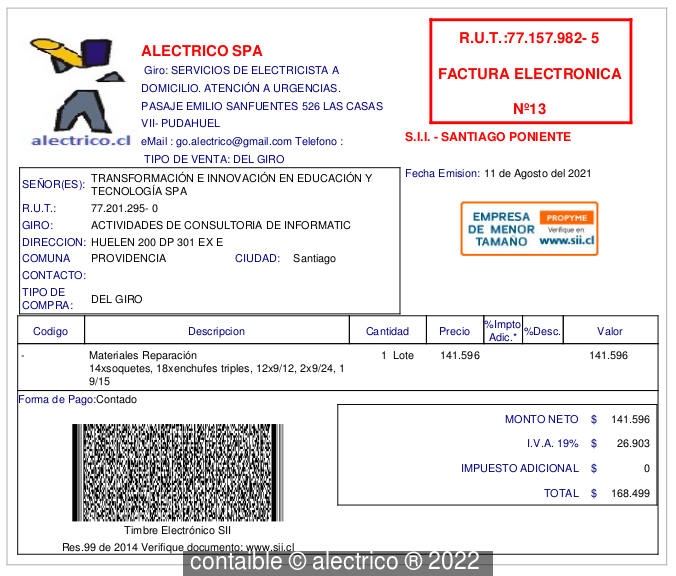 alectrico.cl
ALECTRICO SPA
Giro: SERVICIOS DE ELECTRICISTA A
DOMICILIO. ATENCIÓN A URGENCIAS.
PASAJE EMILIO SANFUENTES 526 LAS CASAS
VII- PUDAHUEL
eMail : go.alectrico@gmail.com Telefono :
TIPO DE VENTA: DEL GIRO
R.U.T.:77.157.982- 5
FACTURA ELECTRONICA
Nº13
S.I.I. - SANTIAGO PONIENTE
Fecha Emision: 11 de Agosto del 2021
SEÑOR(ES): TRANSFORMACIÓN E INNOVACIÓN EN EDUCACIÓN Y
TECNOLOGÍA SPA
R.U.T.: 77.201.295- 0
GIRO: ACTIVIDADES DE CONSULTORIA DE INFORMATIC
DIRECCION: HUELEN 200 DP 301 EX E
COMUNA PROVIDENCIA CIUDAD: Santiago
CONTACTO:
TIPO DE
COMPRA: DEL GIRO
EMPRESA
DE MENOR
TAMAÑO
PROPYME
Verifique en
www.sii.cl
Codigo Descripcion Cantidad Precio %Impto Adic.* %Desc. Valor
- Materiales Reparación 1 Lote 141.596 141.596
14xsoquetes, 18xenchufes triples, 12x9/12, 2x9/24, 1
9/15
Forma de Pago:Contado
MONTO NETO $ 141.596
I.V.A. 19% $ 26.903
IMPUESTO ADICIONAL $ 0
TOTAL $ 168.499
Timbre Electrónico SII
Res.99 de 2014 Verifique documento: www.sii.cl
contaible © alectrico ® 2022